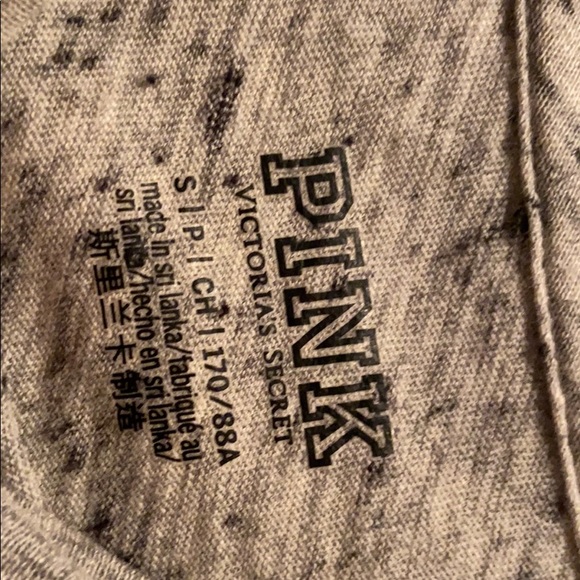 PINK
VICTORIA'S SECRET
S | P | CH | 170/88A
made in sri lanka/fabriqué au
sri lanka/hecho en sri lanka/
斯里兰卡制造